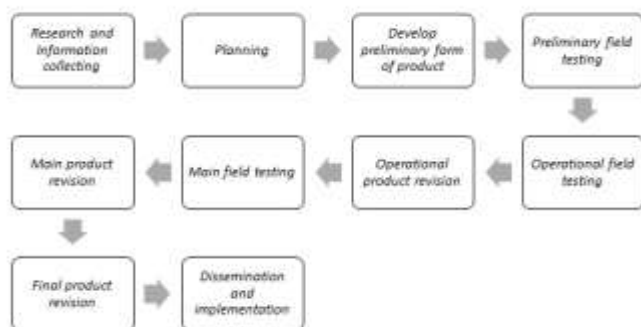 Research and
Information
collecting
Planning
Develop
preliminary form
of product
Preliminary field
testing
Operational field
testing
Operational
product revision
Main field testing
Main product
revision
Final product
revision
Dissemination
and
implementation